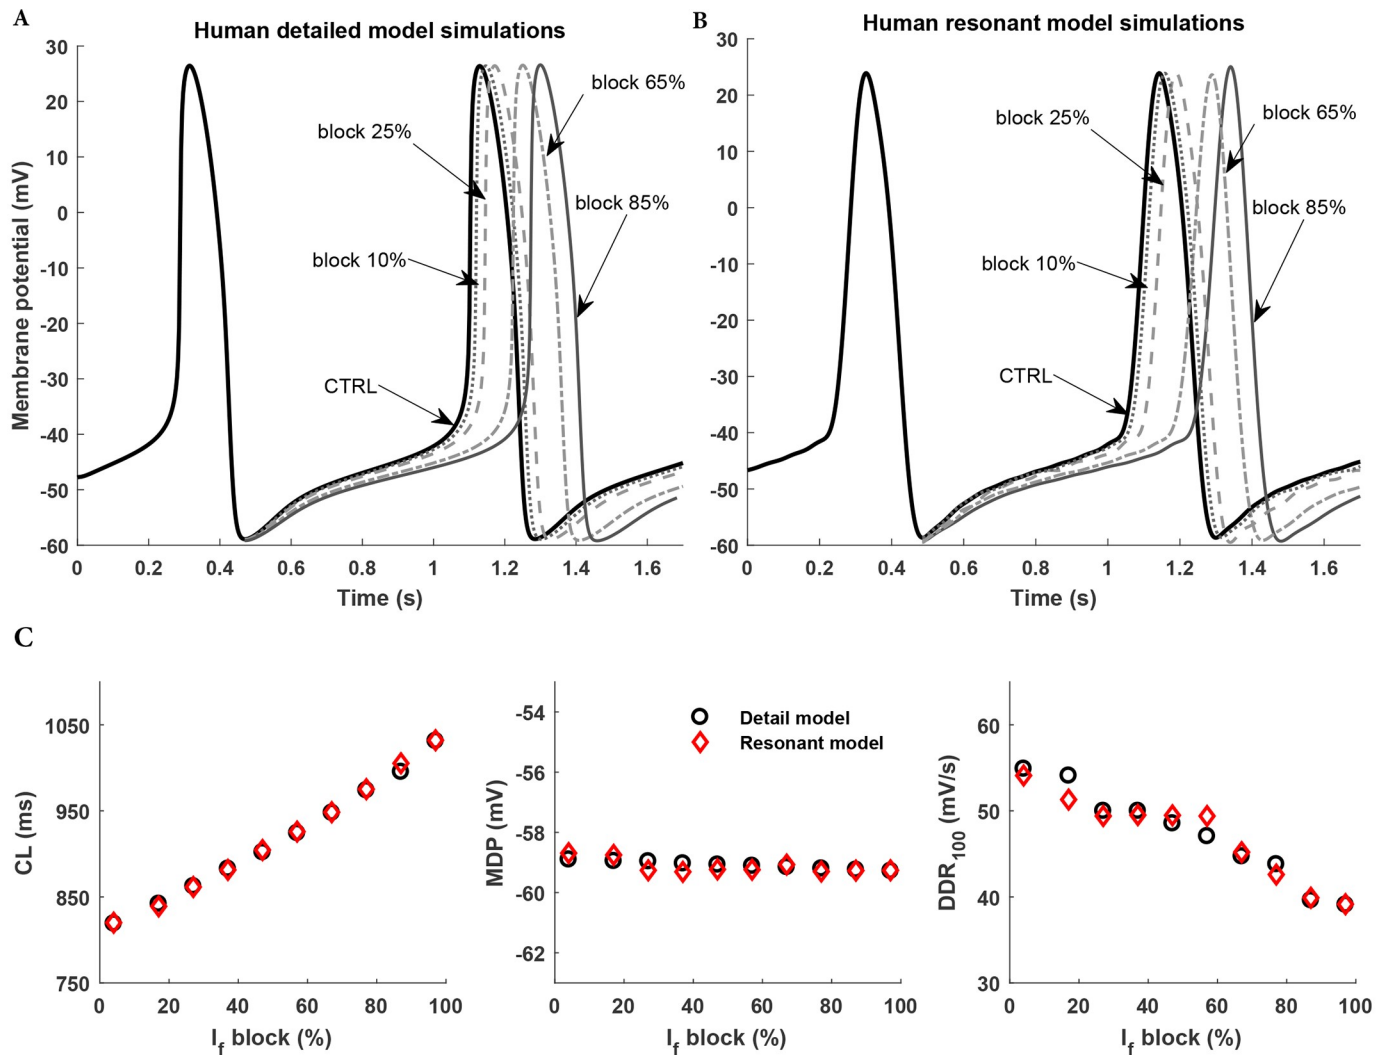 A
Human detailed model simulations
30
20
10
0
-10
-20
-30
-40
-50
-60
Membrane potential (mV)
block 65%
block 25%
block 85%
block 10%
CTRL
0
0.2
0.4
0.6
0.8
1
1.2
1.4
1.6
Time (s)
B
Human resonant model simulations
30
20
10
0
-10
-20
-30
-40
-50
-60
block 65%
block 25%
block 85%
block 10%
CTRL
0
0.2
0.4
0.6
0.8
1
1.2
1.4
1.6
Time (s)
C
1050
950
850
750
CL (ms)
0
20
40
60
80
100
I_f block (%)
-54
-56
-58
-60
-62
MDP (mV)
Detail model
Resonant model
0
20
40
60
80
100
I_f block (%)
60
50
40
30
DDR_100 (mV/s)
0
20
40
60
80
100
I_f block (%)